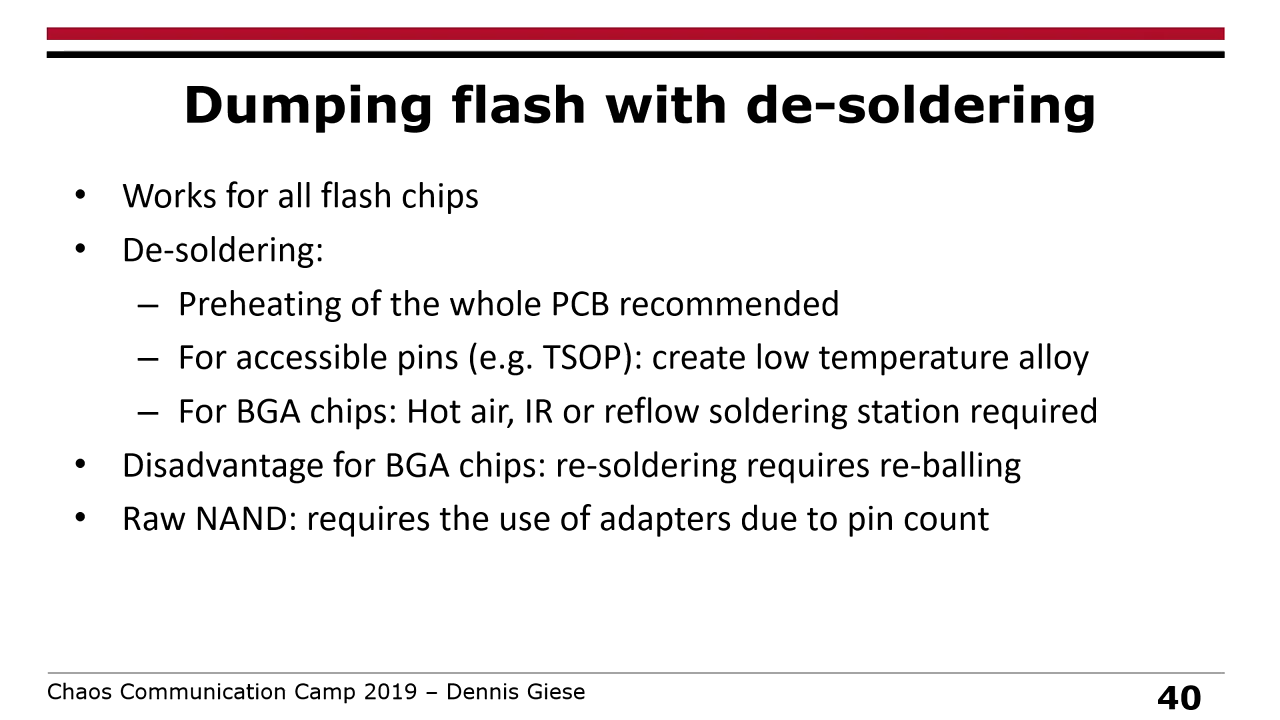 Dumping flash with de-soldering
• Works for all flash chips
• De-soldering:
– Preheating of the whole PCB recommended
– For accessible pins (e.g. TSOP): create low temperature alloy
– For BGA chips: Hot air, IR or reflow soldering station required
• Disadvantage for BGA chips: re-soldering requires re-balling
• Raw NAND: requires the use of adapters due to pin count
Chaos Communication Camp 2019 – Dennis Giese
40